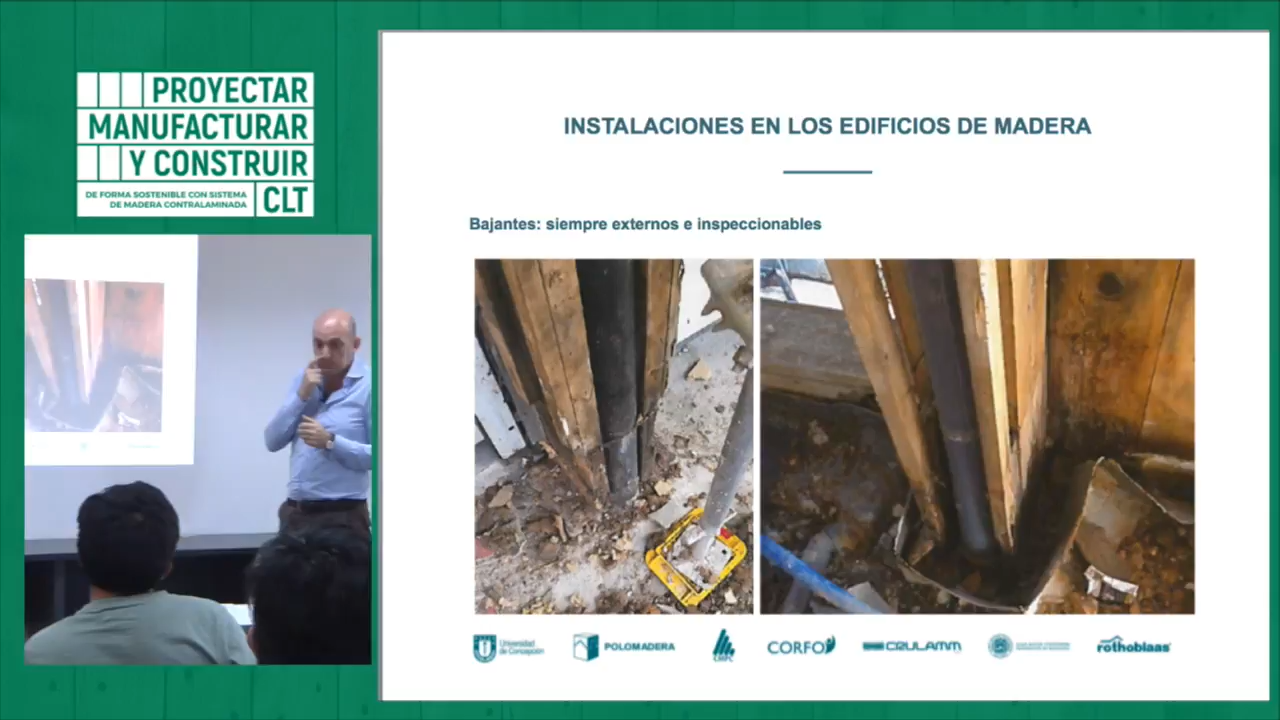 PROYECTAR
MANUFACTURAR
Y CONSTRUIR
DE FORMA SOSTENIBLE CON SISTEMA
DE MADERA CONTRALAMINADA
CLT
INSTALACIONES EN LOS EDIFICIOS DE MADERA
Bajantes: siempre externos e inspeccionables
Universidad
de Concepción
POLOMADERA
CMPC
CORFO
CRULAMM
rothoblaas